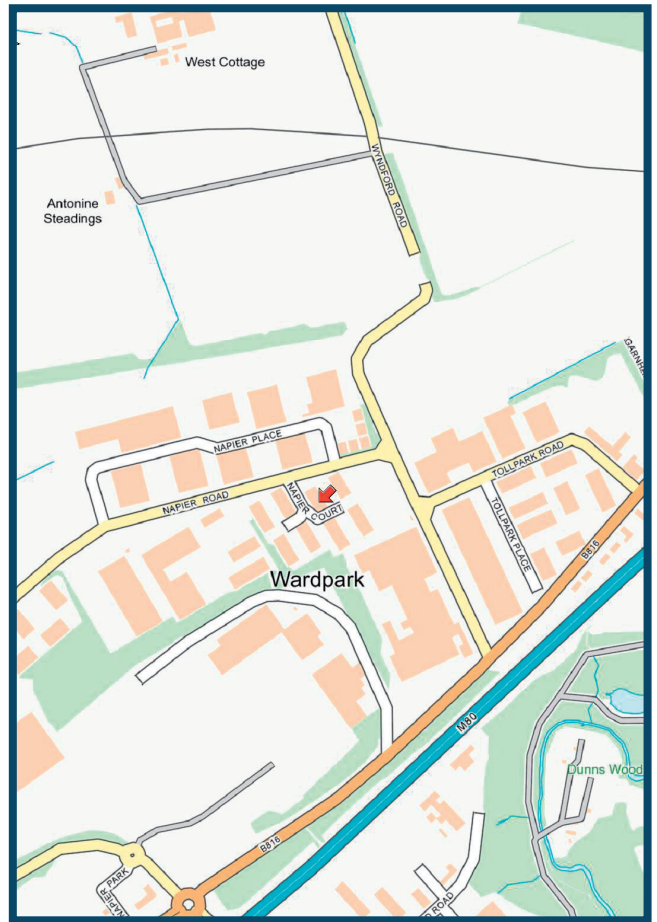 West Cottage
WYNDFORD ROAD
Antonine
Steadings
NAPIER PLACE
TOLLPARK ROAD
NAPIER ROAD
NAPIER
COURT
TOLLPARK PLACE
B816
Wardpark
M80
Dunns Wood
B816
NAPIER PARK
ROAD